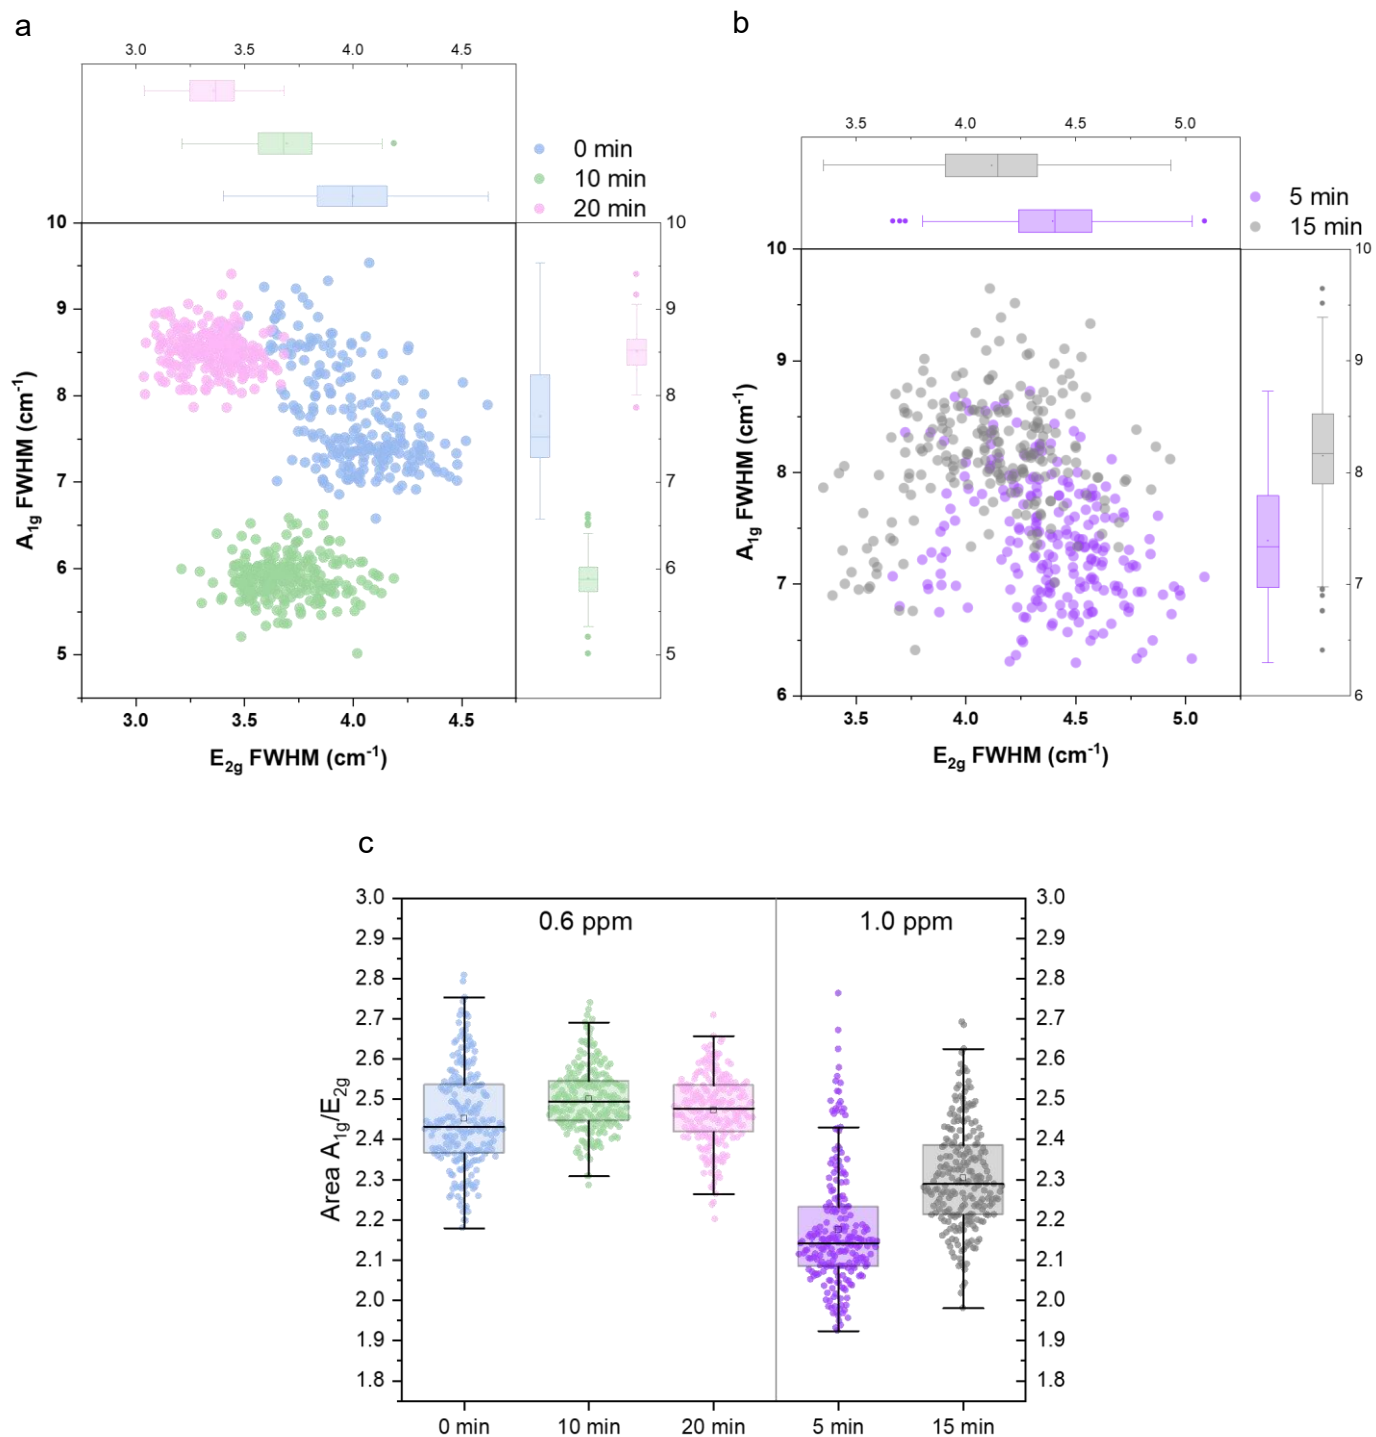 a
3.0 3.5 4.0 4.5
0 min
10 min
20 min
10 10
9 9
8 8
7 7
6 6
5 5
3.0 3.5 4.0 4.5
A1g FWHM (cm-1)
E2g FWHM (cm-1)
b
3.5 4.0 4.5 5.0
5 min
15 min
10 10
9 9
8 8
7 7
6 6
3.5 4.0 4.5 5.0
A1g FWHM (cm-1)
E2g FWHM (cm-1)
c
3.0 3.0
0.6 ppm 1.0 ppm
2.9 2.9
2.8 2.8
2.7 2.7
2.6 2.6
2.5 2.5
2.4 2.4
2.3 2.3
2.2 2.2
2.1 2.1
2.0 2.0
1.9 1.9
1.8 1.8
Area A1g/E2g
0 min 10 min 20 min 5 min 15 min